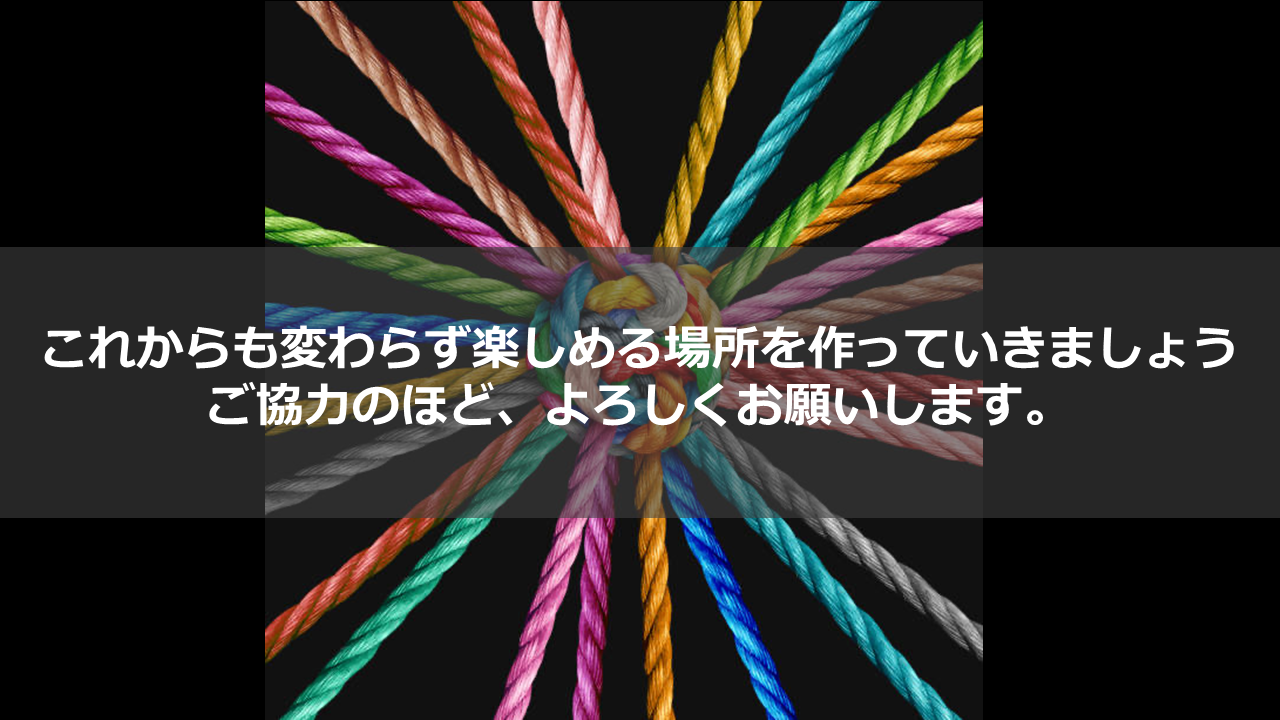 これからも変わらず楽しめる場所を作っていきましょう
ご協力のほど、よろしくお願いします。